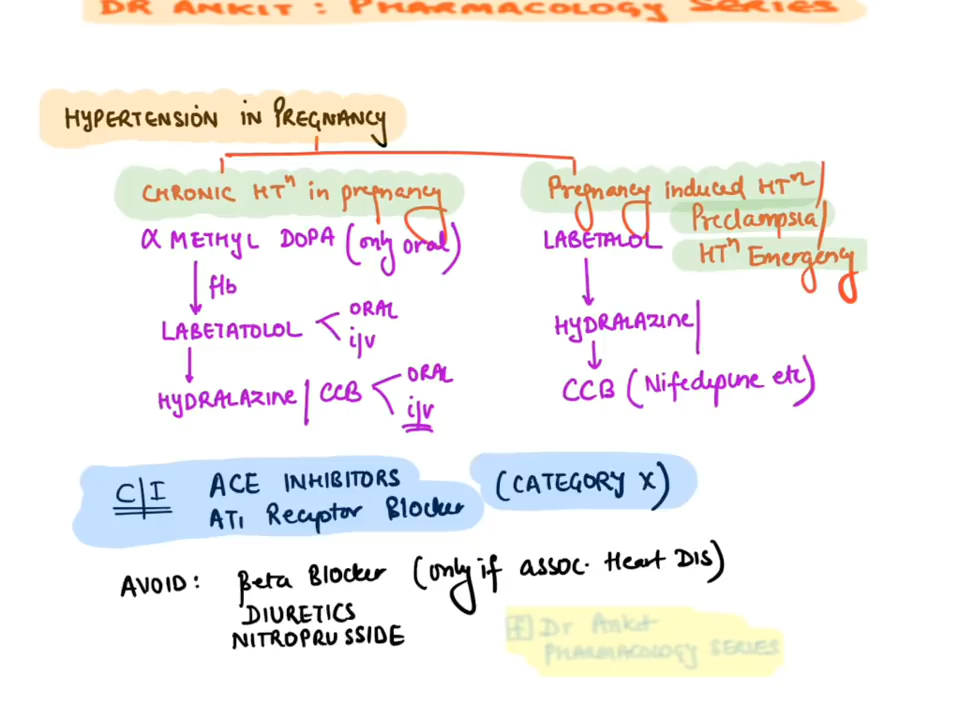 DR ANKIT : PHARMACOLOGY SERIES
HYPERTENSION in PREGNANCY
CHRONIC HTⁿ in pregnancy
α METHYL DOPA (only oral)
f/b
LABETATOLOL
ORAL
i/v
HYDRALAZINE / CCB
ORAL
i/v
Pregnancy induced HTⁿ/
Preclampsia/
HTⁿ Emergency
LABETALOL
HYDRALAZINE/
CCB (Nifedepine etc)
C/I ACE INHIBITORS (CATEGORY X)
AT1 Receptor Blocker
AVOID: Beta Blocker (only if assoc. Heart DIS)
DIURETICS
NITROPRUSSIDE
Dr Ankit
PHARMACOLOGY SERIES